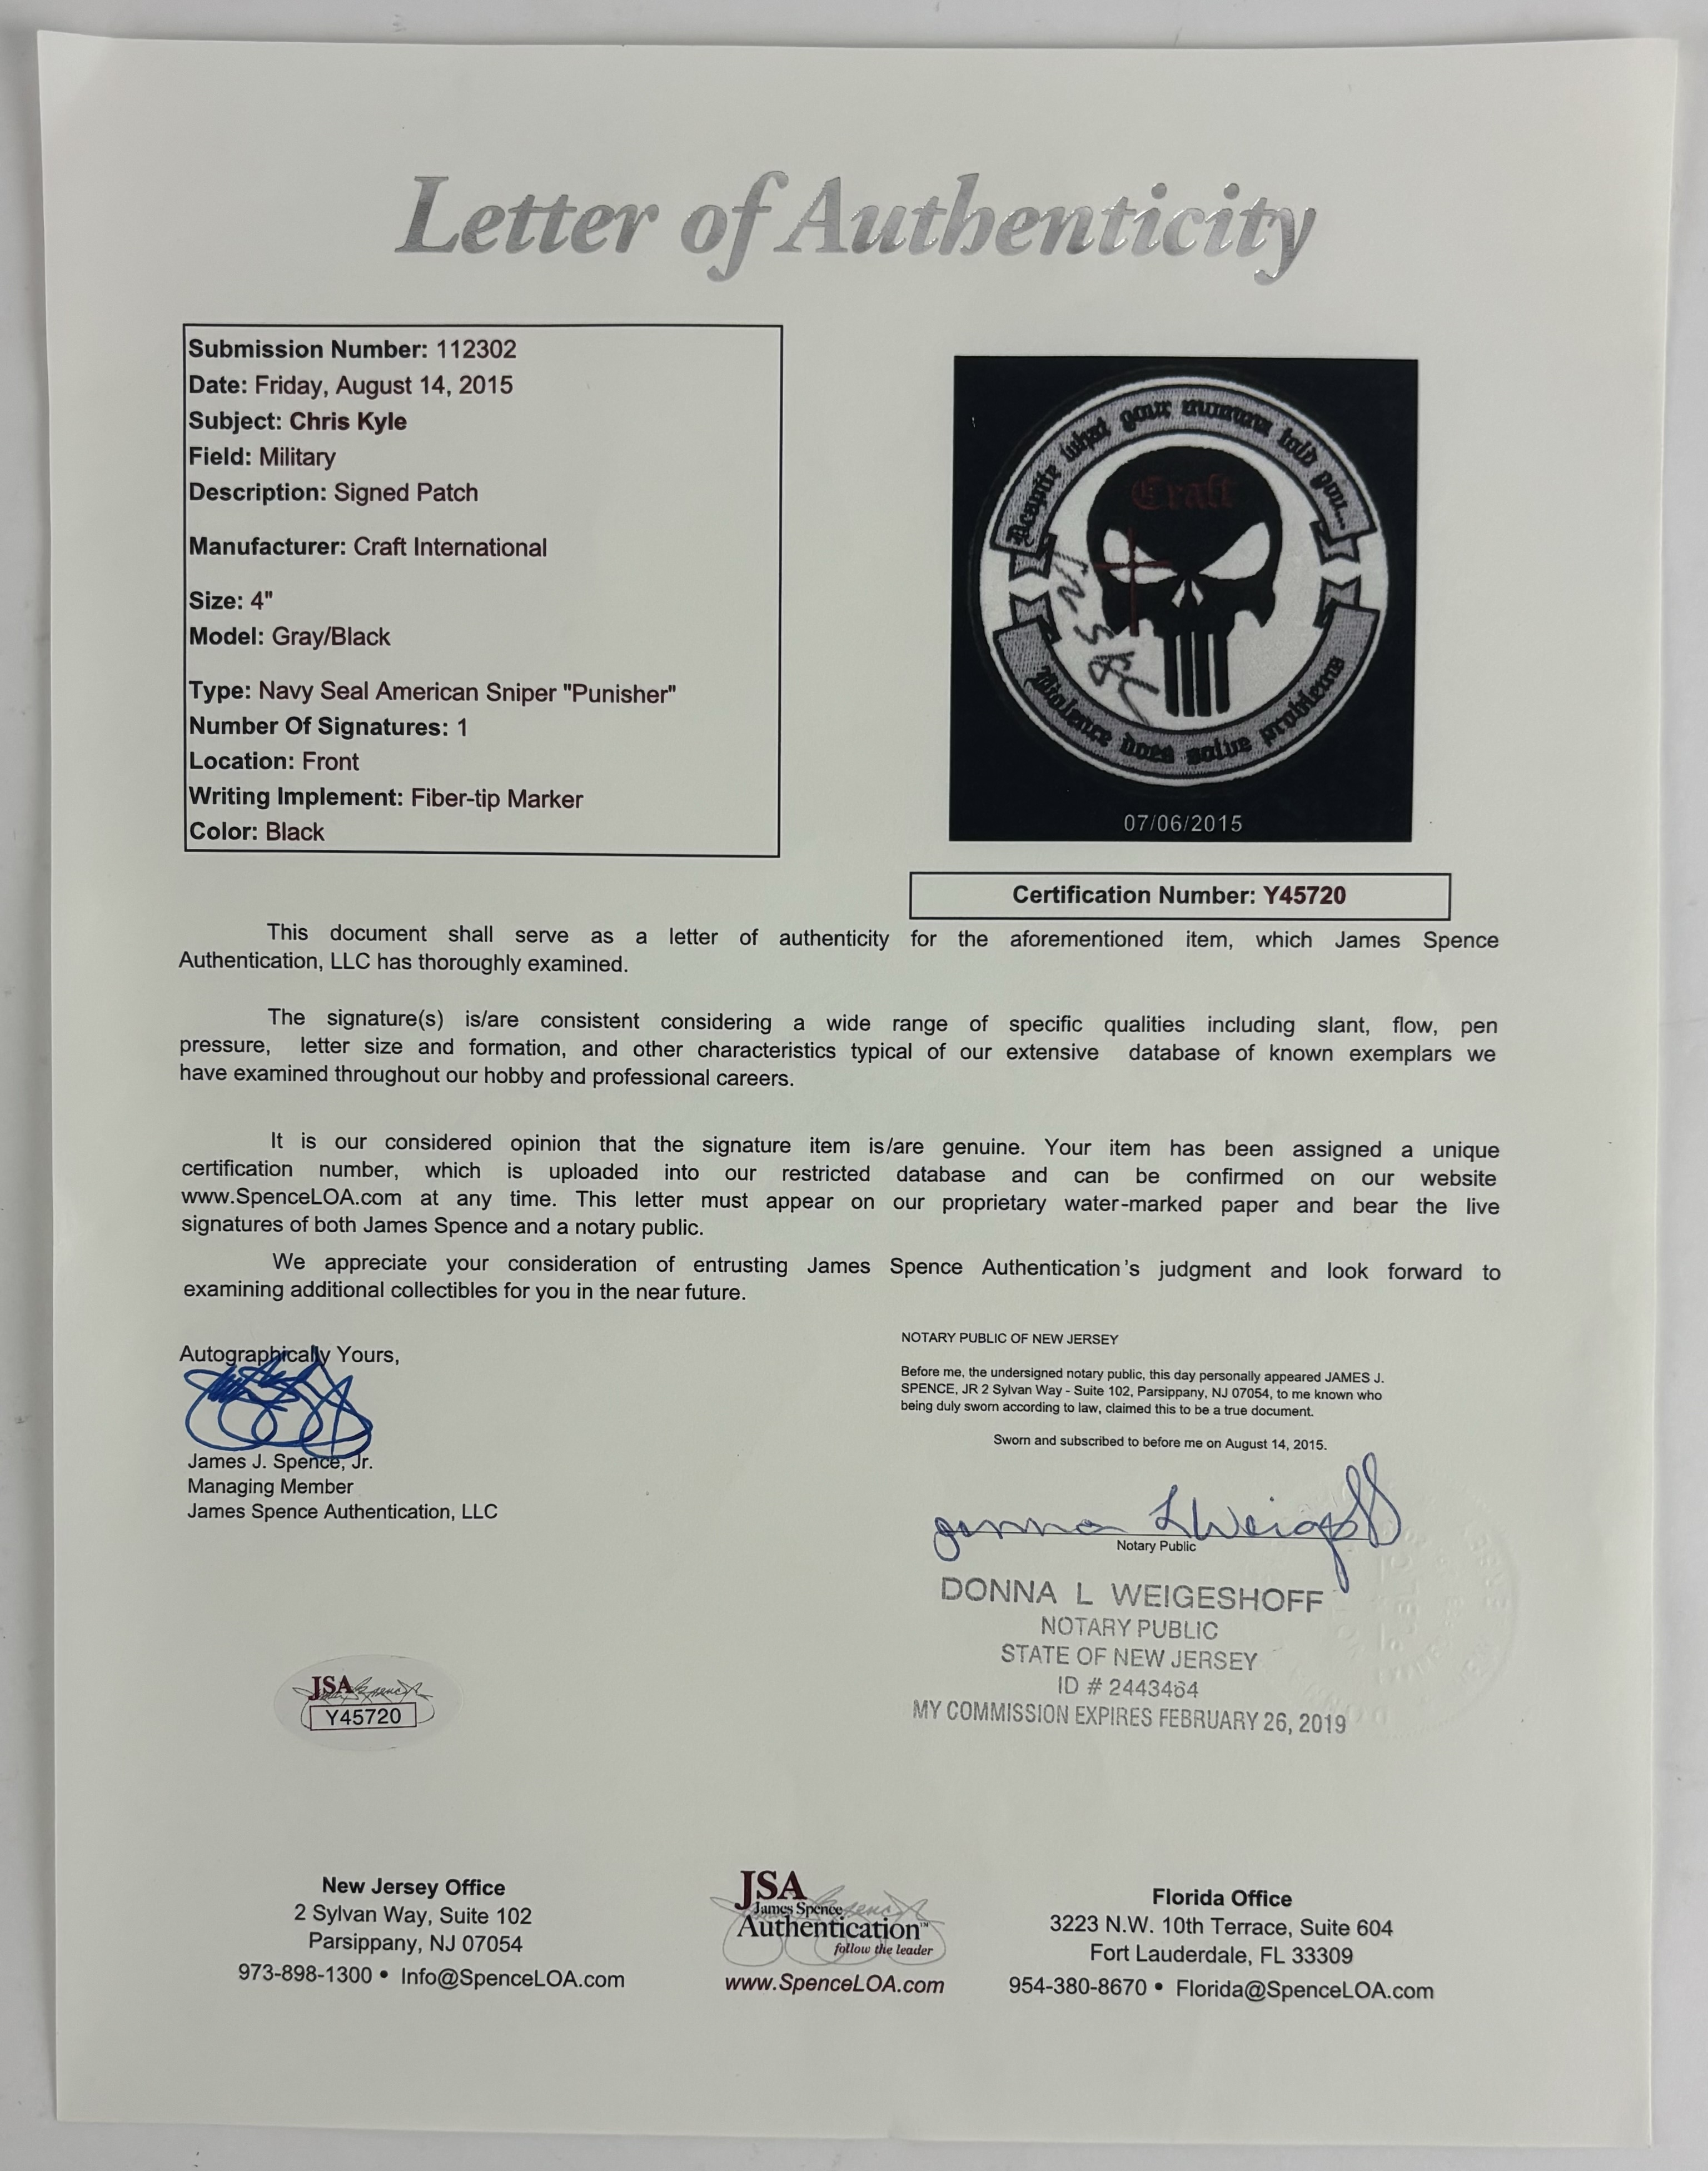 Letter of Authenticity
Submission Number: 112302
Date: Friday, August 14, 2015
Subject: Chris Kyle
Field: Military
Description: Signed Patch
Manufacturer: Craft International
Size: 4"
Model: Gray/Black
Type: Navy Seal American Sniper "Punisher"
Number Of Signatures: 1
Location: Front
Writing Implement: Fiber-tip Marker
Color: Black
Despite what your momma told you...
Craft
Violence does solve problems
07/06/2015
Certification Number: Y45720
This document shall serve as a letter of authenticity for the aforementioned item, which James Spence
Authentication, LLC has thoroughly examined.
The signature(s) is/are consistent considering a wide range of specific qualities including slant, flow, pen
pressure, letter size and formation, and other characteristics typical of our extensive database of known exemplars we
have examined throughout our hobby and professional careers.
It is our considered opinion that the signature item is/are genuine. Your item has been assigned a unique
certification number, which is uploaded into our restricted database and can be confirmed on our website
www.SpenceLOA.com at any time. This letter must appear on our proprietary water-marked paper and bear the live
signatures of both James Spence and a notary public.
We appreciate your consideration of entrusting James Spence Authentication's judgment and look forward to
examining additional collectibles for you in the near future.
Autographically Yours,
James J. Spence, Jr.
Managing Member
James Spence Authentication, LLC
NOTARY PUBLIC OF NEW JERSEY
Before me, the undersigned notary public, this day personally appeared JAMES J.
SPENCE, JR 2 Sylvan Way - Suite 102, Parsippany, NJ 07054, to me known who
being duly sworn according to law, claimed this to be a true document.
Sworn and subscribed to before me on August 14, 2015.
Notary Public
DONNA L WEIGESHOFF
NOTARY PUBLIC
STATE OF NEW JERSEY
ID # 2443464
MY COMMISSION EXPIRES FEBRUARY 26, 2019
JSA
Y45720
New Jersey Office
2 Sylvan Way, Suite 102
Parsippany, NJ 07054
973-898-1300 • Info@SpenceLOA.com
JSA
James Spence
Authentication™
follow the leader
www.SpenceLOA.com
Florida Office
3223 N.W. 10th Terrace, Suite 604
Fort Lauderdale, FL 33309
954-380-8670 • Florida@SpenceLOA.com